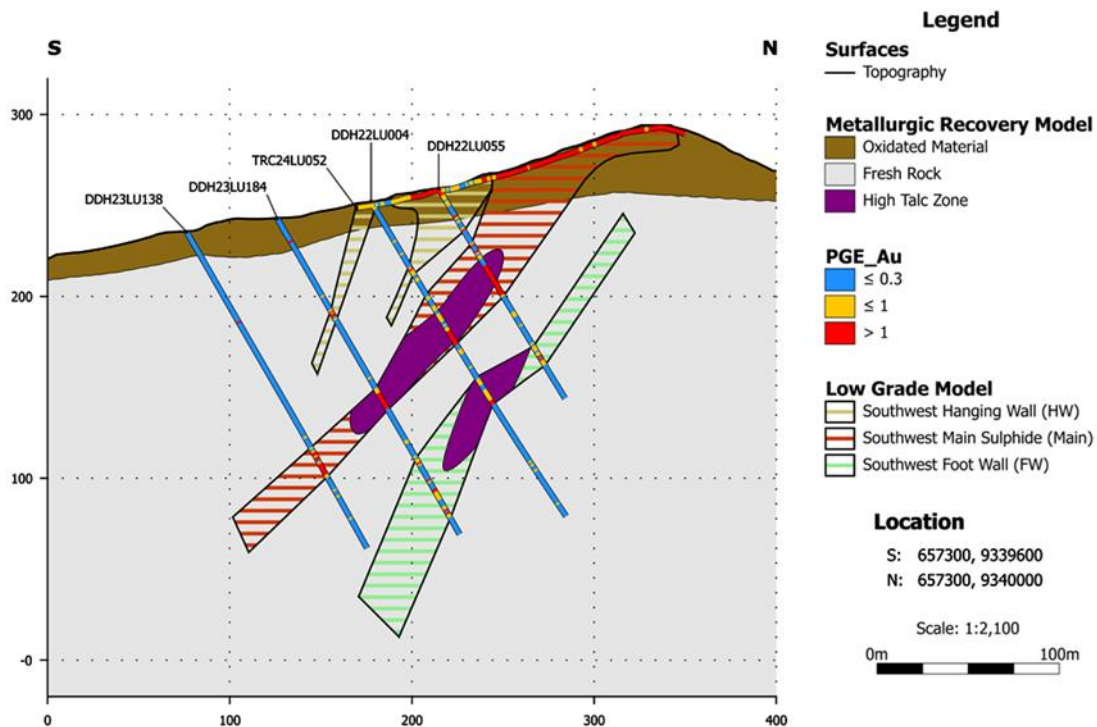 S
N
300
200
100
-0
0
100
200
300
400
DDH23LU138
DDH23LU184
TRC24LU052
DDH22LU004
DDH22LU055
Legend
Surfaces
Topography
Metallurgic Recovery Model
Oxidated Material
Fresh Rock
High Talc Zone
PGE_Au
≤ 0.3
≤ 1
> 1
Low Grade Model
Southwest Hanging Wall (HW)
Southwest Main Sulphide (Main)
Southwest Foot Wall (FW)
Location
S: 657300, 9339600
N: 657300, 9340000
Scale: 1:2,100
0m 100m